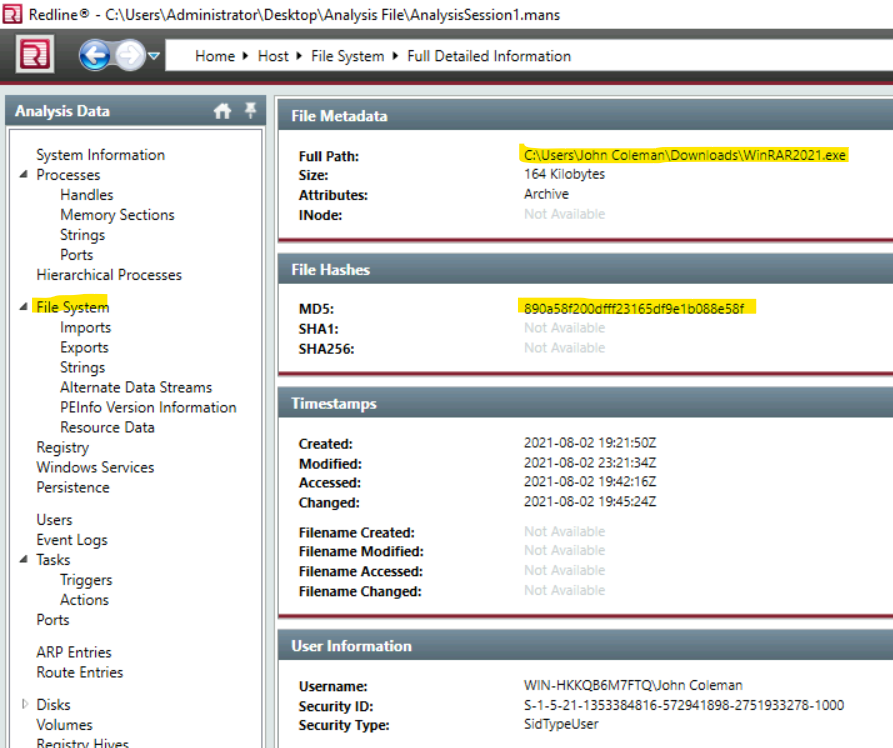 Redline® - C:\Users\Administrator\Desktop\Analysis File\AnalysisSession1.mans
Home Host File System Full Detailed Information
Analysis Data
System Information
Processes
Handles
Memory Sections
Strings
Ports
Hierarchical Processes
File System
Imports
Exports
Strings
Alternate Data Streams
PEInfo Version Information
Resource Data
Registry
Windows Services
Persistence
Users
Event Logs
Tasks
Triggers
Actions
Ports
ARP Entries
Route Entries
Disks
Volumes
Registry Hives
File Metadata
Full Path: C:\Users\John Coleman\Downloads\WinRAR2021.exe
Size: 164 Kilobytes
Attributes: Archive
INode: Not Available
File Hashes
MD5: 890a58f200dfff23165df9e1b088e58f
SHA1: Not Available
SHA256: Not Available
Timestamps
Created: 2021-08-02 19:21:50Z
Modified: 2021-08-02 23:21:34Z
Accessed: 2021-08-02 19:42:16Z
Changed: 2021-08-02 19:45:24Z
Filename Created: Not Available
Filename Modified: Not Available
Filename Accessed: Not Available
Filename Changed: Not Available
User Information
Username: WIN-HKKQB6M7FTQ\John Coleman
Security ID: S-1-5-21-1353384816-572941898-2751933278-1000
Security Type: SidTypeUser